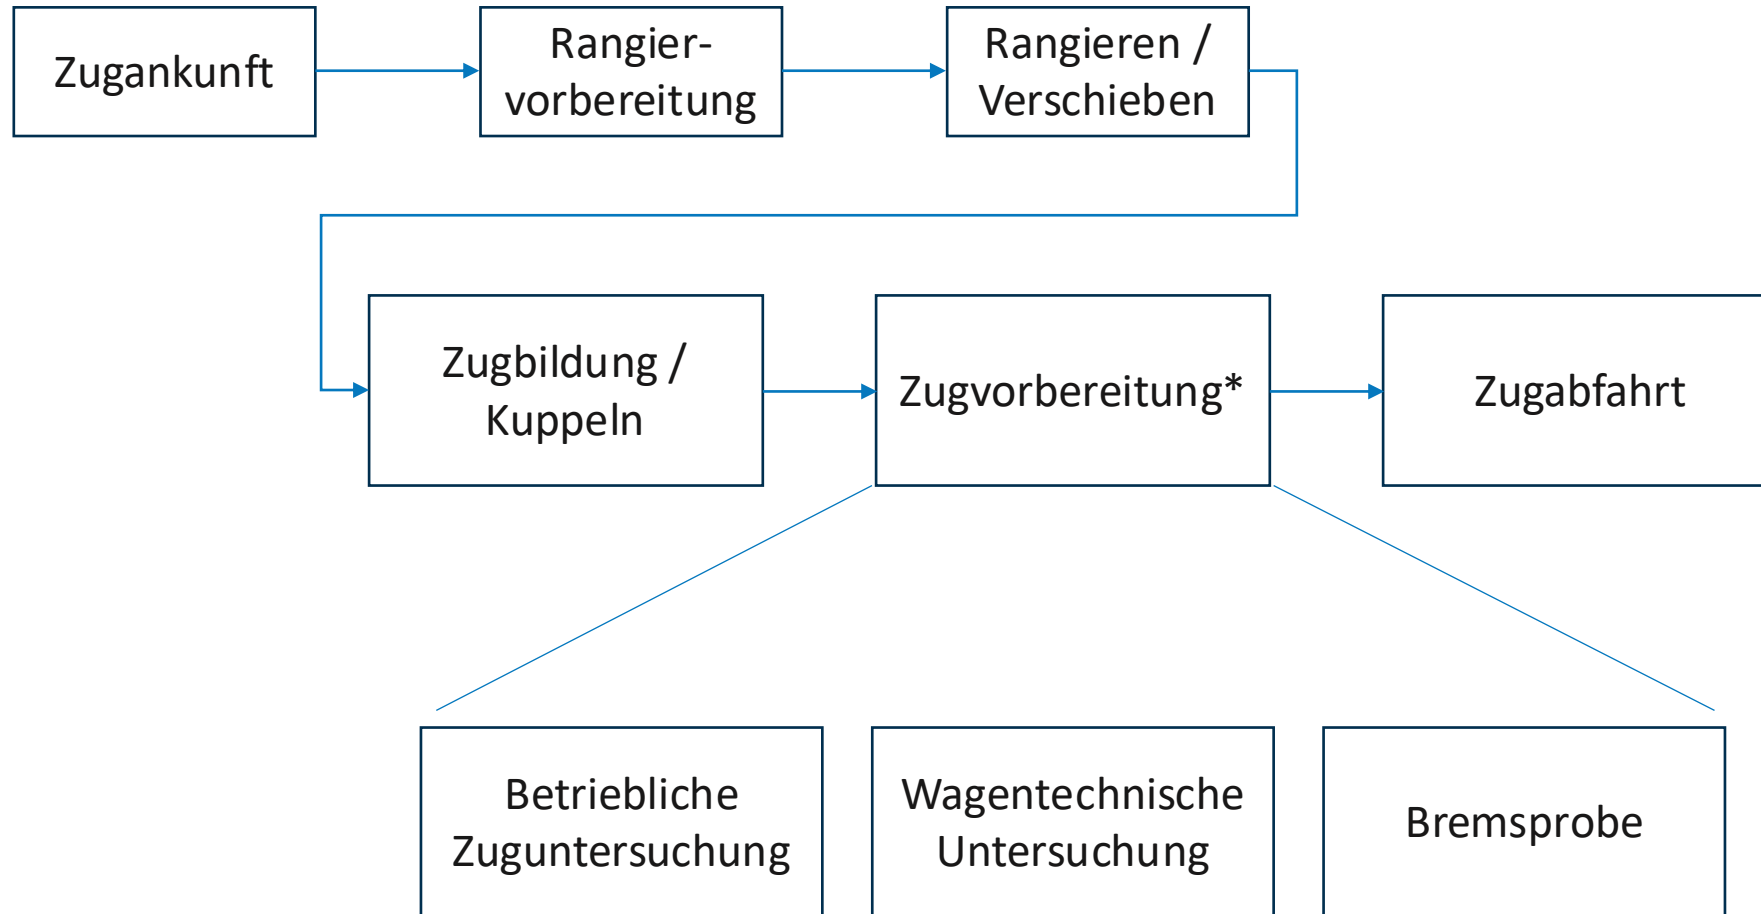 Zugankunft
Rangier-
vorbereitung
Rangieren /
Verschieben
Zugbildung /
Kuppeln
Zugvorbereitung*
Zugabfahrt
Betriebliche
Zuguntersuchung
Wagentechnische
Untersuchung
Bremsprobe